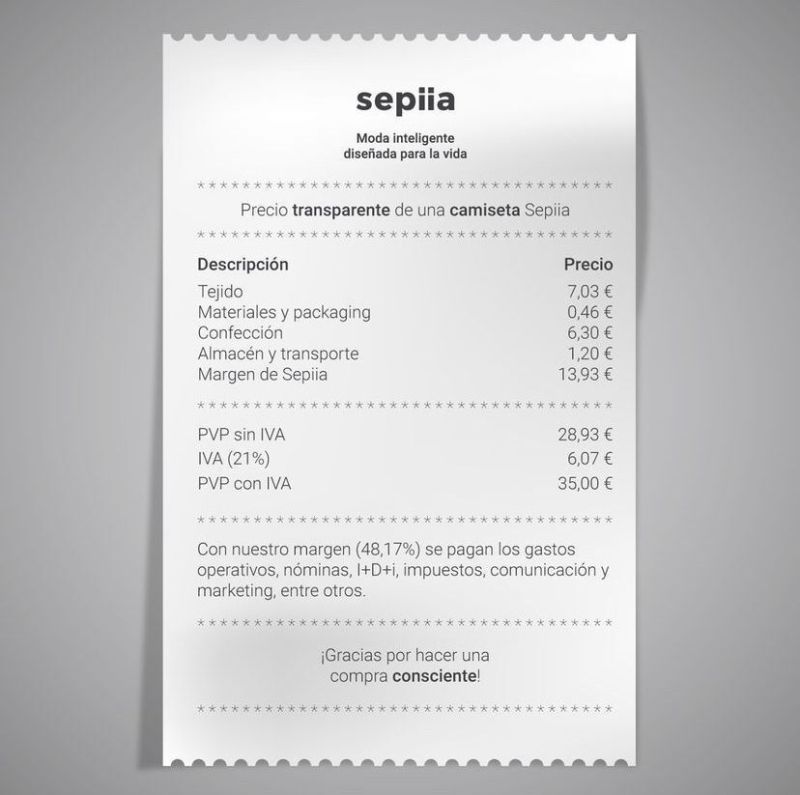 sepiia
Moda inteligente
diseñada para la vida
* * * * * * * * * * * * * * * * * * * * * * * * * * * * * * * * * * * *
Precio transparente de una camiseta Sepiia
* * * * * * * * * * * * * * * * * * * * * * * * * * * * * * * * * * * *
Descripción Precio
Tejido 7,03 €
Materiales y packaging 0,46 €
Confección 6,30 €
Almacén y transporte 1,20 €
Margen de Sepiia 13,93 €
* * * * * * * * * * * * * * * * * * * * * * * * * * * * * * * * * * * *
PVP sin IVA 28,93 €
IVA (21%) 6,07 €
PVP con IVA 35,00 €
* * * * * * * * * * * * * * * * * * * * * * * * * * * * * * * * * * * *
Con nuestro margen (48,17%) se pagan los gastos
operativos, nóminas, I+D+i, impuestos, comunicación y
marketing, entre otros.
* * * * * * * * * * * * * * * * * * * * * * * * * * * * * * * * * * * *
¡Gracias por hacer una
compra consciente!
* * * * * * * * * * * * * * * * * * * * * * * * * * * * * * * * * * * *